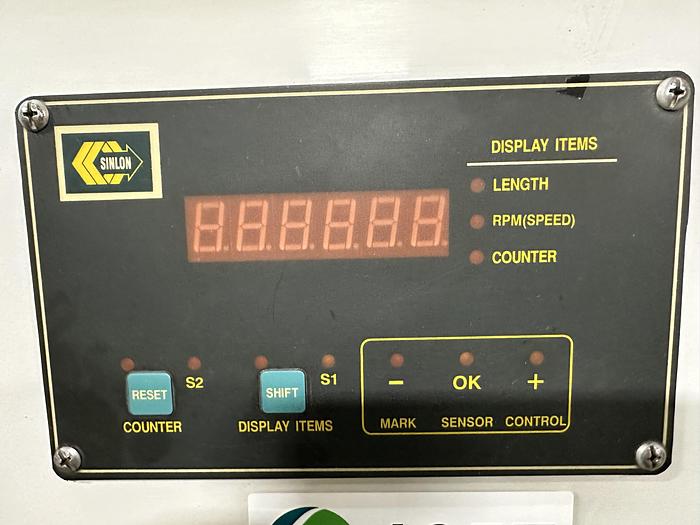 SINLON
DISPLAY ITEMS
LENGTH
RPM(SPEED)
COUNTER
RESET
S2
SHIFT
S1
COUNTER
DISPLAY ITEMS
− OK +
MARK SENSOR CONTROL